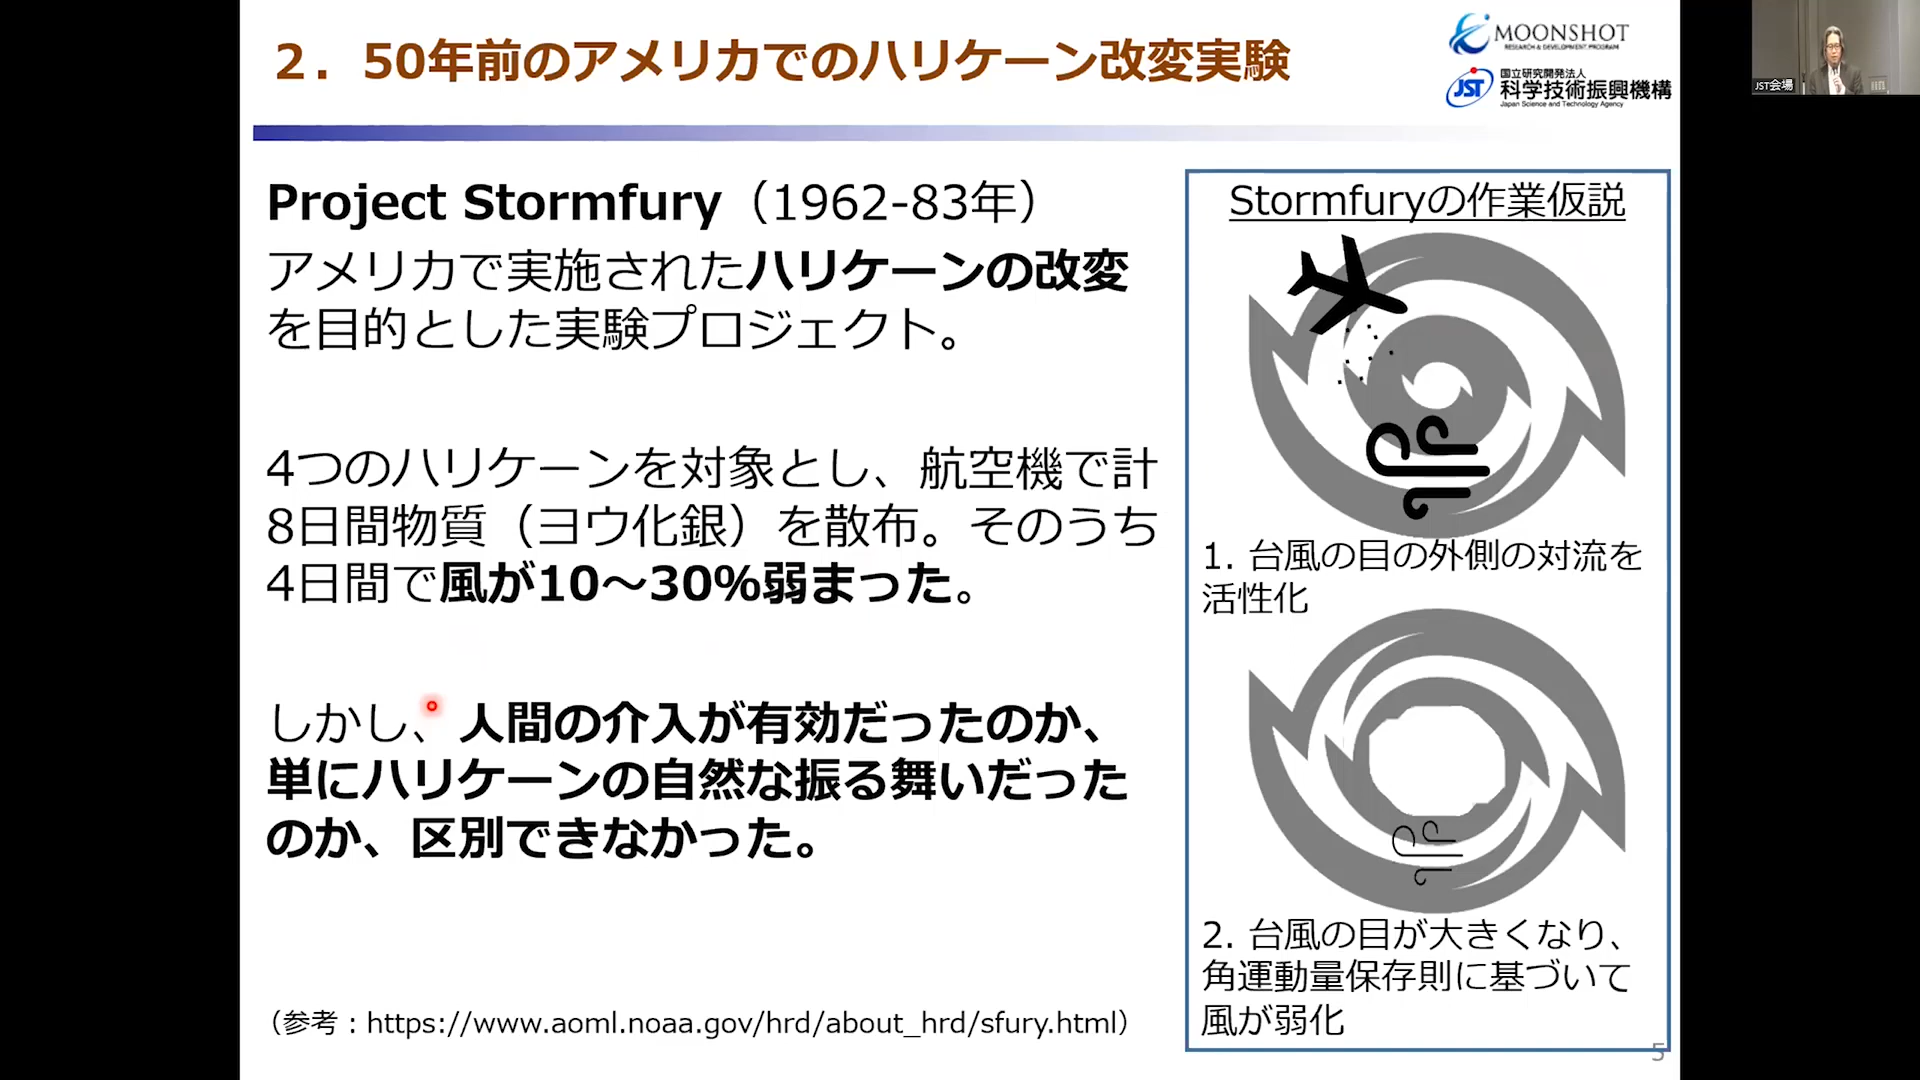 2．50年前のアメリカでのハリケーン改変実験
MOONSHOT
RESEARCH & DEVELOPMENT PROGRAM
JST
国立研究開発法人
科学技術振興機構
Japan Science and Technology Agency
JST会場
Project Stormfury（1962-83年）
アメリカで実施されたハリケーンの改変
を目的とした実験プロジェクト。
4つのハリケーンを対象とし、航空機で計
8日間物質（ヨウ化銀）を散布。そのうち
4日間で風が10～30%弱まった。
しかし、人間の介入が有効だったのか、
単にハリケーンの自然な振る舞いだった
のか、区別できなかった。
（参考：https://www.aoml.noaa.gov/hrd/about_hrd/sfury.html）
Stormfuryの作業仮説
1. 台風の目の外側の対流を
活性化
2. 台風の目が大きくなり、
角運動量保存則に基づいて
風が弱化
5